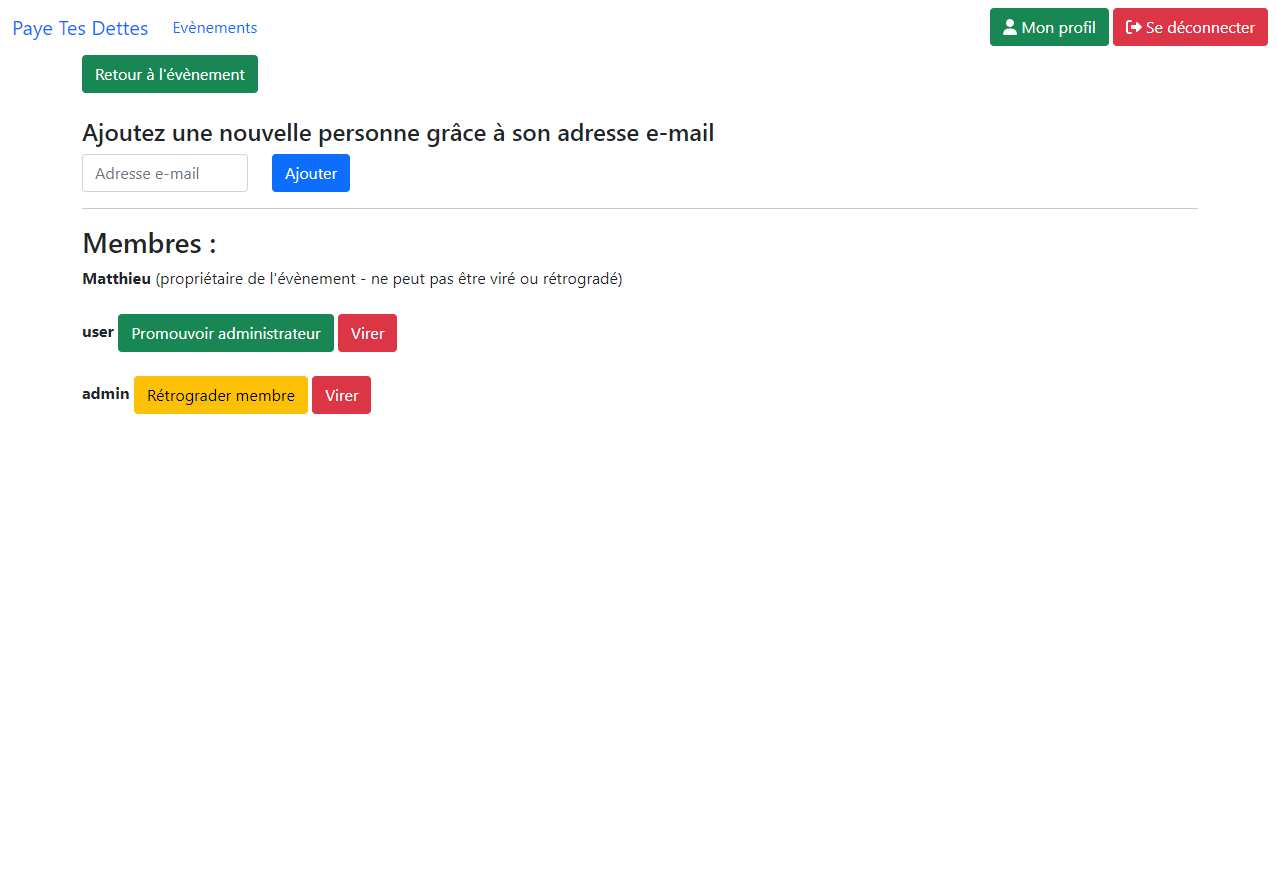 Paye Tes Dettes Evènements Mon profil Se déconnecter
Retour à l'évènement
Ajoutez une nouvelle personne grâce à son adresse e-mail
Adresse e-mail Ajouter
Membres :
Matthieu (propriétaire de l'évènement - ne peut pas être viré ou rétrogradé)
user Promouvoir administrateur Virer
admin Rétrograder membre Virer